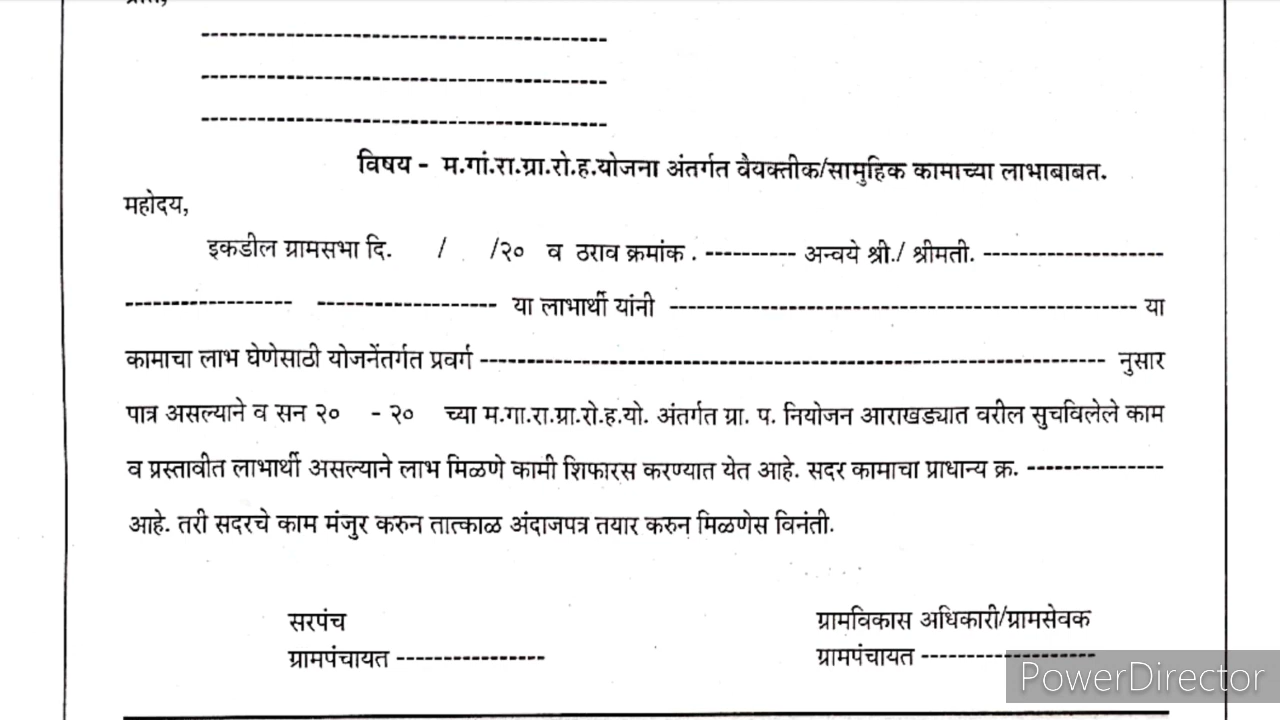 प्रति,
----------------------------------------------
----------------------------------------------
----------------------------------------------
विषय - म.गां.रा.ग्रा.रो.ह.योजना अंतर्गत वैयक्तीक/सामुहिक कामाच्या लाभाबाबत.
महोदय,
इकडील ग्रामसभा दि. / /२० व ठराव क्रमांक . ---------- अन्वये श्री./ श्रीमती. --------------------
------------------- -------------------- या लाभार्थी यांनी ---------------------------------------------------- या
कामाचा लाभ घेणेसाठी योजनेंतर्गत प्रवर्ग ---------------------------------------------------------------------- नुसार
पात्र असल्याने व सन २० - २० च्या म.गा.रा.ग्रा.रो.ह.यो. अंतर्गत ग्रा. प. नियोजन आराखड्यात वरील सुचविलेले काम
व प्रस्तावीत लाभार्थी असल्याने लाभ मिळणे कामी शिफारस करण्यात येत आहे. सदर कामाचा प्राधान्य क्र. ---------------
आहे. तरी सदरचे काम मंजुर करुन तात्काळ अंदाजपत्र तयार करुन मिळणेस विनंती.
सरपंच ग्रामविकास अधिकारी/ग्रामसेवक
ग्रामपंचायत ----------------- ग्रामपंचायत --------------------
PowerDirector